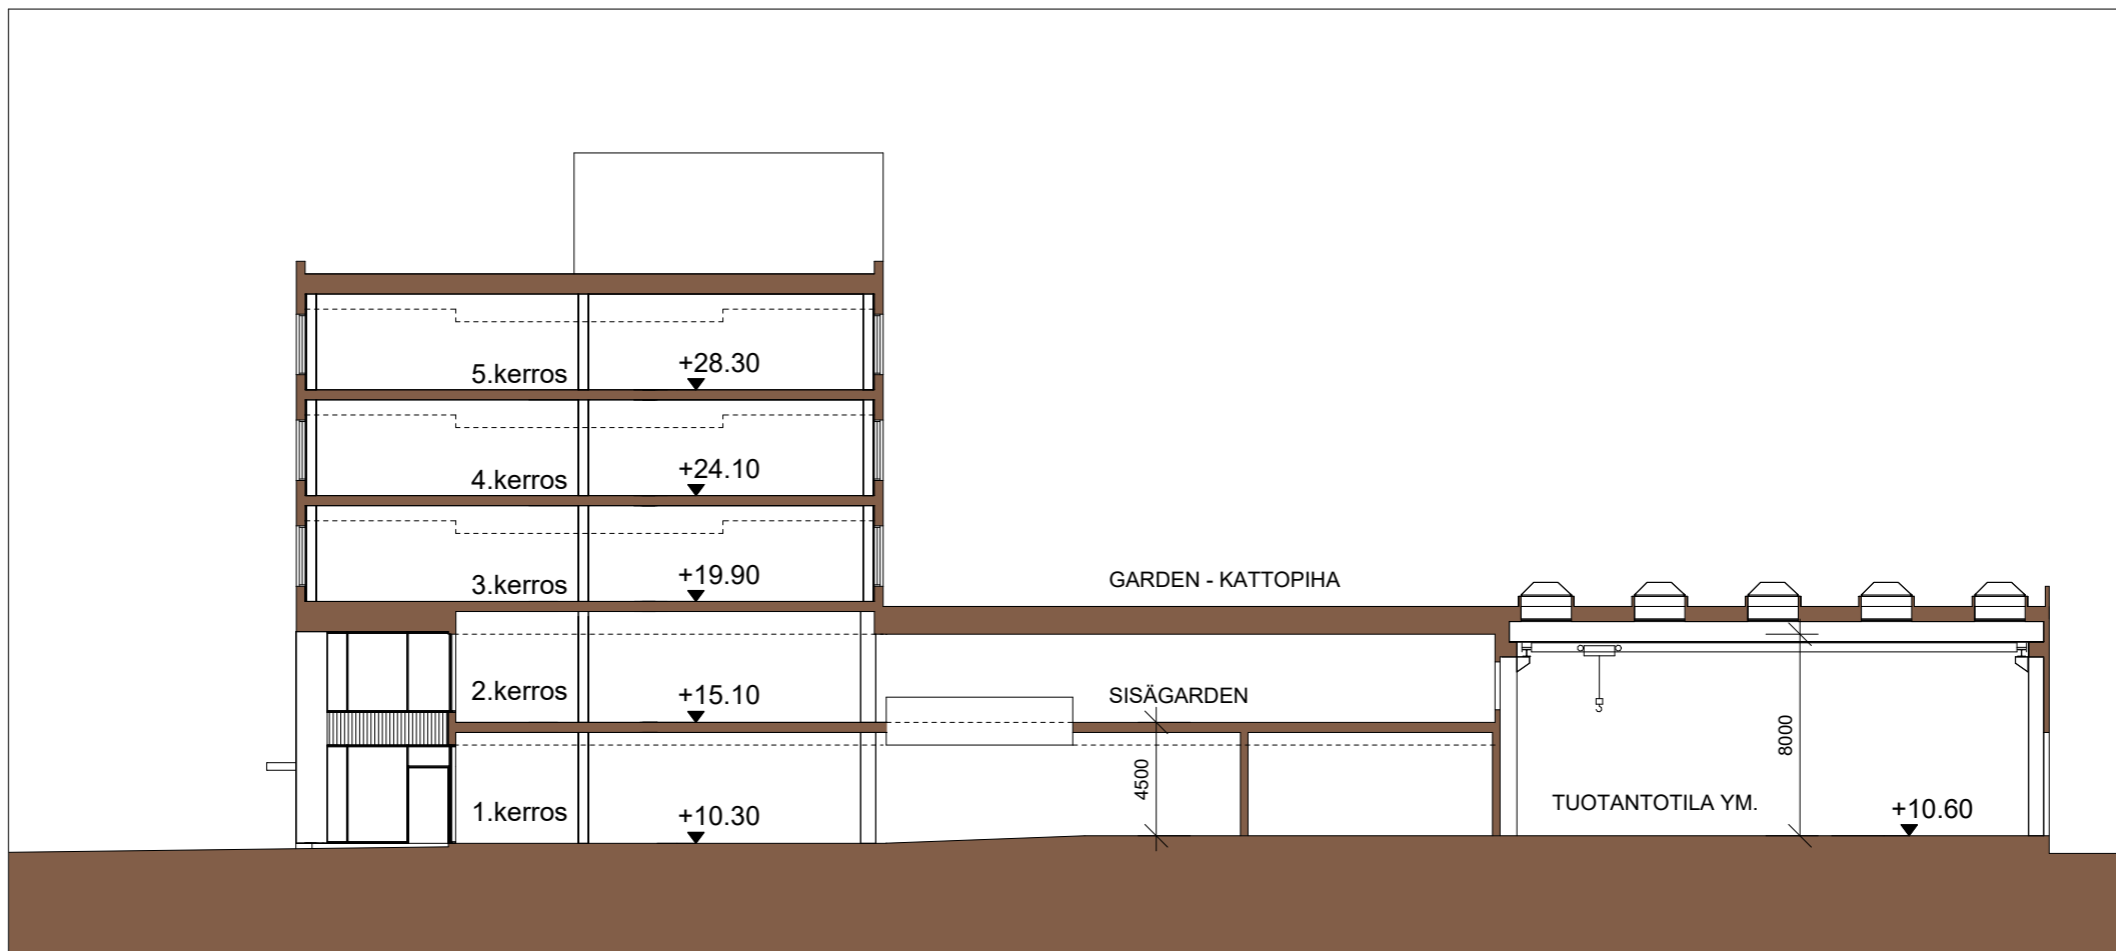 +28.30
5.kerros
+24.10
4.kerros
+19.90
3.kerros
GARDEN - KATTOPIHA
+15.10
2.kerros
SISÄGARDEN
8000
4500
+10.30
1.kerros
TUOTANTOTILA YM.
+10.60